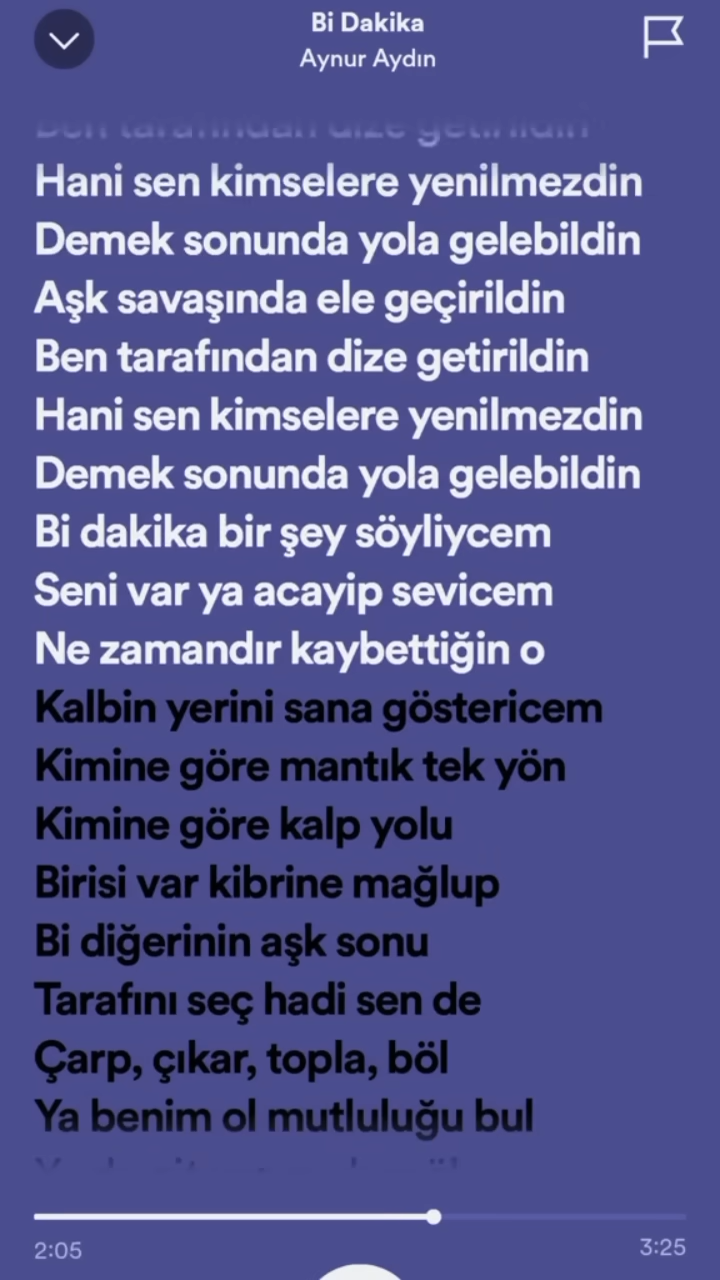 Bi Dakika
Aynur Aydın
Ben tarafından dize getirildin
Hani sen kimselere yenilmezdin
Demek sonunda yola gelebildin
Aşk savaşında ele geçirildin
Ben tarafından dize getirildin
Hani sen kimselere yenilmezdin
Demek sonunda yola gelebildin
Bi dakika bir şey söyliycem
Seni var ya acayip sevicem
Ne zamandır kaybettiğin o
Kalbin yerini sana göstericem
Kimine göre mantık tek yön
Kimine göre kalp yolu
Birisi var kibrine mağlup
Bi diğerinin aşk sonu
Tarafını seç hadi sen de
Çarp, çıkar, topla, böl
Ya benim ol mutluluğu bul
2:05
3:25